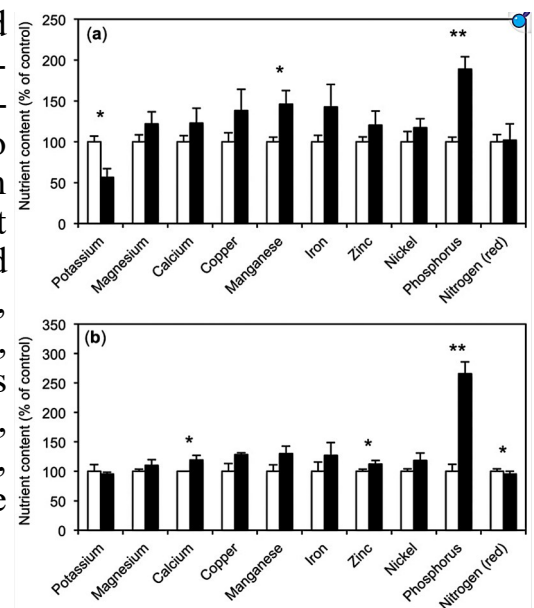 d
-
-
o
n
t
d
,
,
s
,
,
e
(a)
Nutrient content (% of control)
250
200
150
100
50
0
*
*
**
Potassium
Magnesium
Calcium
Copper
Manganese
Iron
Zinc
Nickel
Phosphorus
Nitrogen (red)
(b)
Nutrient content (% of control)
350
300
250
200
150
100
50
0
*
*
**
*
Potassium
Magnesium
Calcium
Copper
Manganese
Iron
Zinc
Nickel
Phosphorus
Nitrogen (red)